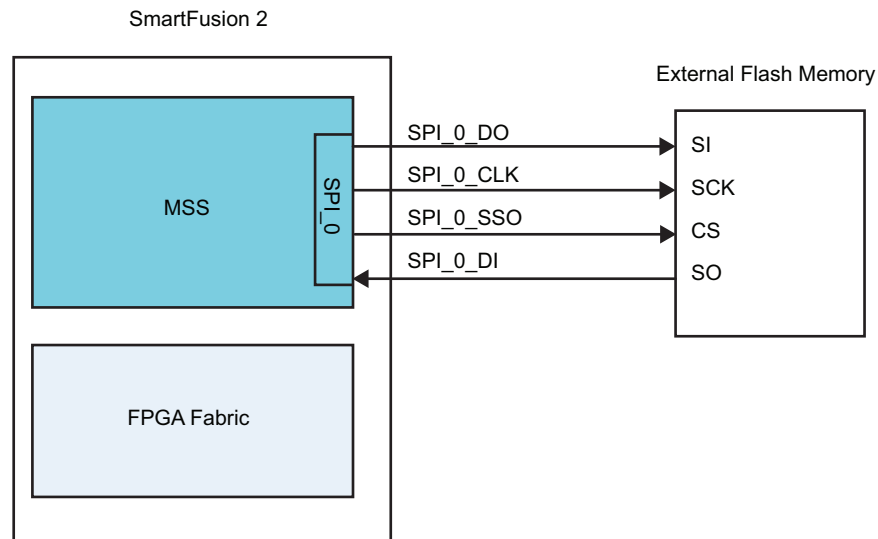 SmartFusion 2
External Flash Memory
MSS
SPI_0
SPI_0_DO
SI
SPI_0_CLK
SCK
SPI_0_SSO
CS
SPI_0_DI
SO
FPGA Fabric